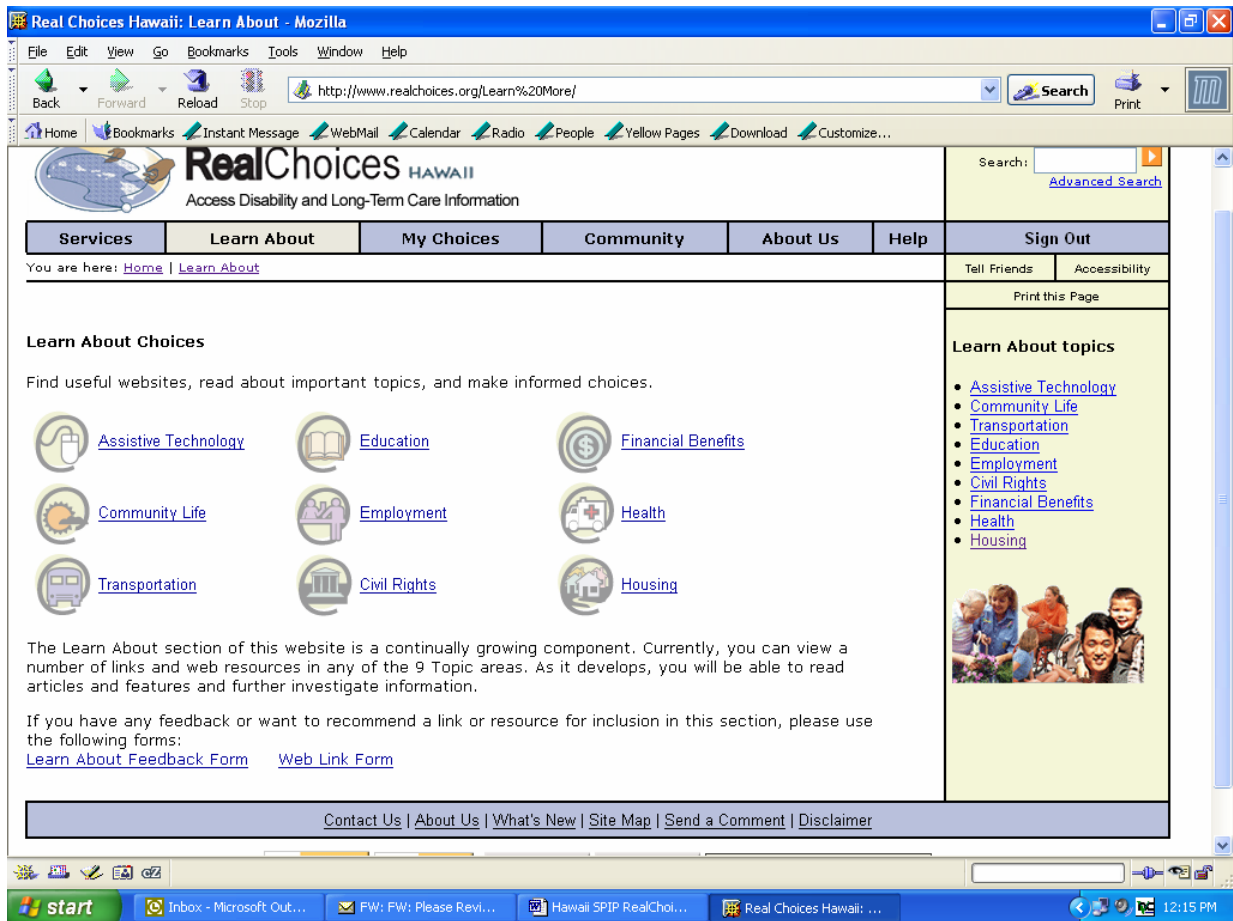 Real Choices Hawaii: Learn About - Mozilla
File Edit View Go Bookmarks Tools Window Help
Back Forward Reload Stop http://www.realchoices.org/Learn%20More/ Search Print
Home Bookmarks Instant Message WebMail Calendar Radio People Yellow Pages Download Customize...
RealChoices HAWAII
Access Disability and Long-Term Care Information
Search:
Advanced Search
Services Learn About My Choices Community About Us Help Sign Out
You are here: Home | Learn About
Tell Friends Accessibility
Print this Page
Learn About Choices
Find useful websites, read about important topics, and make informed choices.
Assistive Technology Education Financial Benefits
Community Life Employment Health
Transportation Civil Rights Housing
The Learn About section of this website is a continually growing component. Currently, you can view a
number of links and web resources in any of the 9 Topic areas. As it develops, you will be able to read
articles and features and further investigate information.
If you have any feedback or want to recommend a link or resource for inclusion in this section, please use
the following forms:
Learn About Feedback Form Web Link Form
Learn About topics
Assistive Technology
Community Life
Transportation
Education
Employment
Civil Rights
Financial Benefits
Health
Housing
Contact Us | About Us | What's New | Site Map | Send a Comment | Disclaimer
start Inbox - Microsoft Out... FW: FW: Please Revi... Hawaii SPIP RealChoi... Real Choices Hawaii: ... 12:15 PM